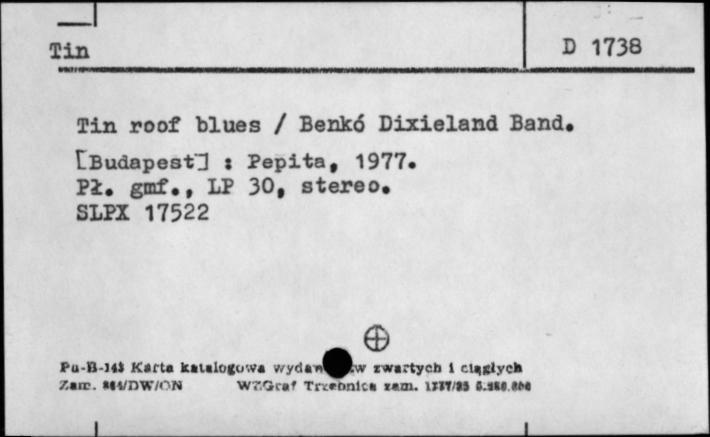 Tin
D 1738
Tin roof blues / Benkó Dixieland Band.
[Budapest] : Pepita, 1977.
Pł. gmf., LP 30, stereo.
SLPX 17522
Pu-B-143 Karta katalogowa zwartych i ciągłych
Zam. /DW/ON WZGraf Trzebnica zam.